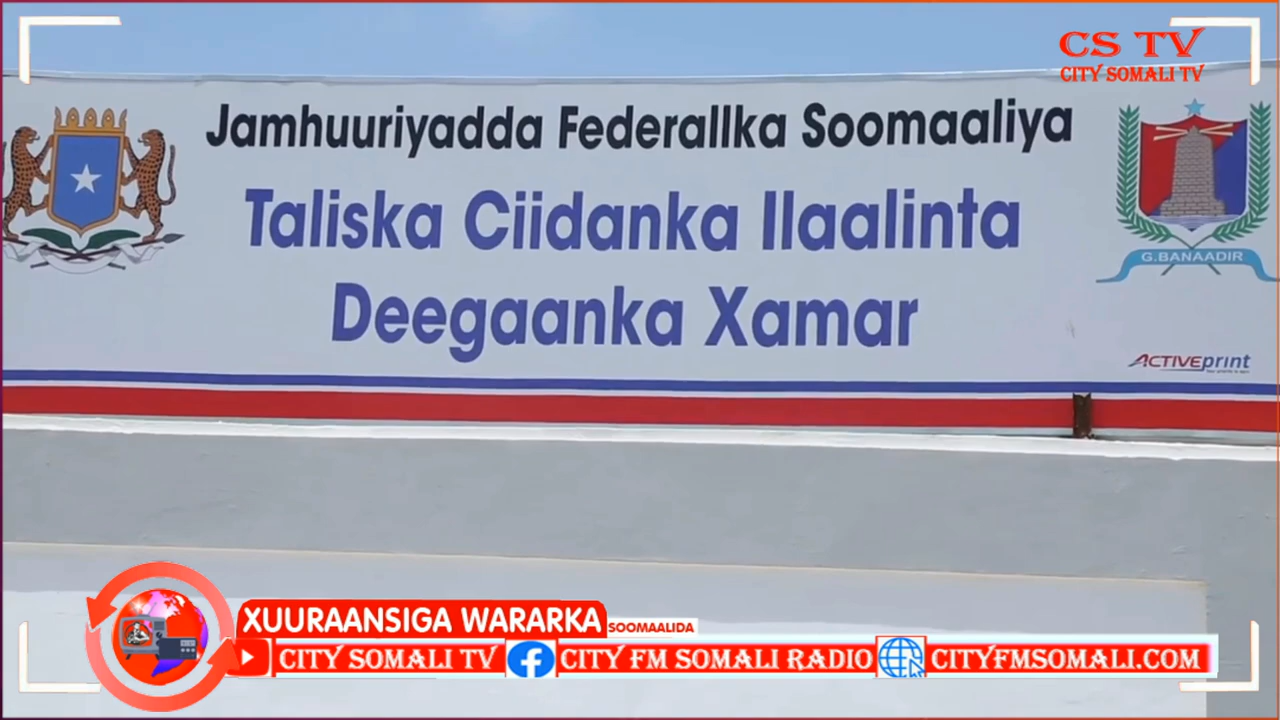 CS TV
CITY SOMALI TV
Jamhuuriyadda Federallka Soomaaliya
Taliska Ciidanka Ilaalinta
Deegaanka Xamar
G.BANAADIR
ACTIVEprint
XUURAANSIGA WARARKA
SOOMAALIDA
CITY SOMALI TV
CITY FM SOMALI RADIO
CITYFMSOMALI.COM